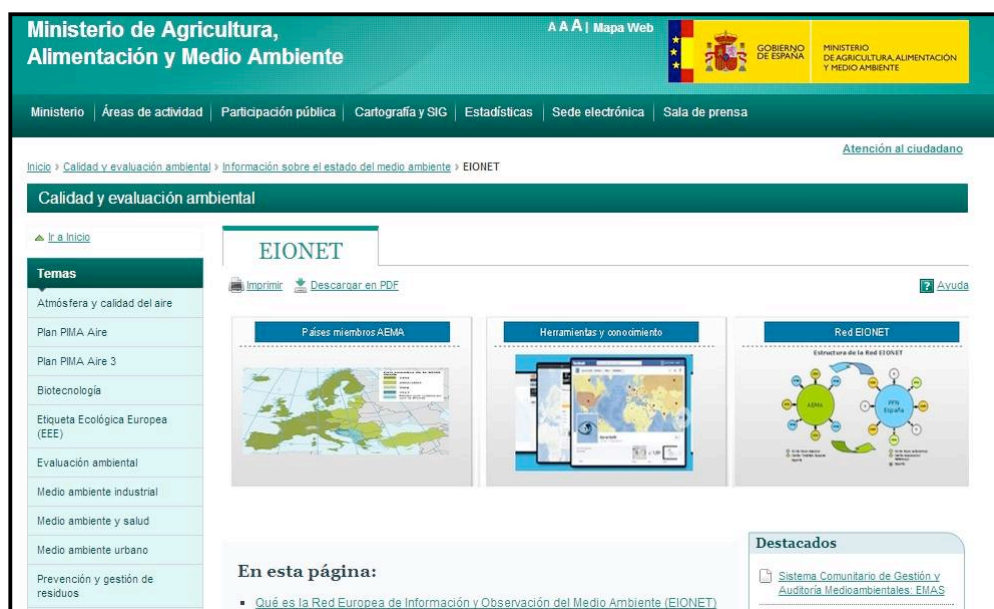 Ministerio de Agricultura,
Alimentación y Medio Ambiente
A A A | Mapa Web
GOBIERNO
DE ESPAÑA
MINISTERIO
DE AGRICULTURA, ALIMENTACIÓN
Y MEDIO AMBIENTE
Ministerio | Áreas de actividad | Participación pública | Cartografía y SIG | Estadísticas | Sede electrónica | Sala de prensa
Atención al ciudadano
Inicio > Calidad y evaluación ambiental > Información sobre el estado del medio ambiente > EIONET
Calidad y evaluación ambiental
Ir a Inicio
Temas
Atmósfera y calidad del aire
Plan PIMA Aire
Plan PIMA Aire 3
Biotecnología
Etiqueta Ecológica Europea
(EEE)
Evaluación ambiental
Medio ambiente industrial
Medio ambiente y salud
Medio ambiente urbano
Prevención y gestión de
residuos
EIONET
Imprimir Descargar en PDF
? Ayuda
Países miembros AEMA
Herramientas y conocimiento
Red EIONET
Estructura de la Red EIONET
AEMA
PFN
España
En esta página:
Qué es la Red Europea de Información y Observación del Medio Ambiente (EIONET)
Destacados
Sistema Comunitario de Gestión y
Auditoría Medioambientales: EMAS